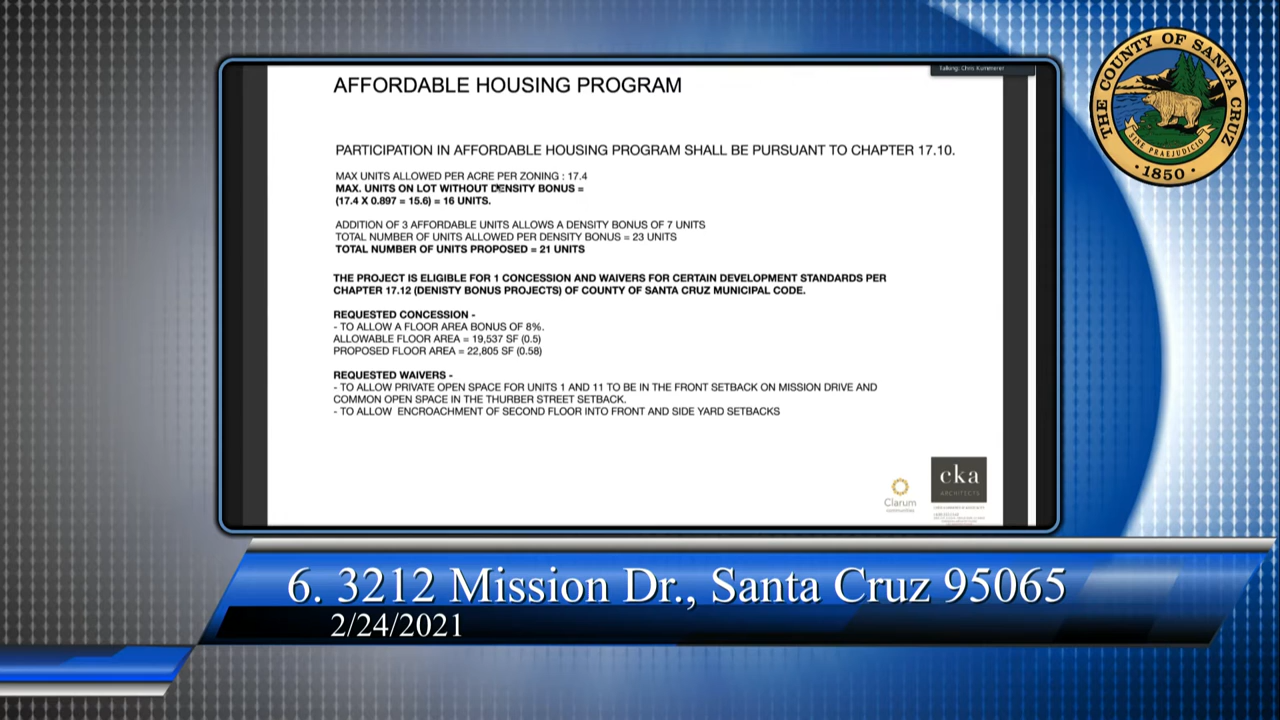 Talking: Chris Kummerer
THE COUNTY OF SANTA CRUZ
SINE PRAEJUDICIO
• 1850 •
AFFORDABLE HOUSING PROGRAM
PARTICIPATION IN AFFORDABLE HOUSING PROGRAM SHALL BE PURSUANT TO CHAPTER 17.10.
MAX UNITS ALLOWED PER ACRE PER ZONING : 17.4
MAX. UNITS ON LOT WITHOUT DENSITY BONUS =
(17.4 X 0.897 = 15.6) = 16 UNITS.
ADDITION OF 3 AFFORDABLE UNITS ALLOWS A DENSITY BONUS OF 7 UNITS
TOTAL NUMBER OF UNITS ALLOWED PER DENSITY BONUS = 23 UNITS
TOTAL NUMBER OF UNITS PROPOSED = 21 UNITS
THE PROJECT IS ELIGIBLE FOR 1 CONCESSION AND WAIVERS FOR CERTAIN DEVELOPMENT STANDARDS PER
CHAPTER 17.12 (DENISTY BONUS PROJECTS) OF COUNTY OF SANTA CRUZ MUNICIPAL CODE.
REQUESTED CONCESSION -
- TO ALLOW A FLOOR AREA BONUS OF 8%.
ALLOWABLE FLOOR AREA = 19,537 SF (0.5)
PROPOSED FLOOR AREA = 22,805 SF (0.58)
REQUESTED WAIVERS -
- TO ALLOW PRIVATE OPEN SPACE FOR UNITS 1 AND 11 TO BE IN THE FRONT SETBACK ON MISSION DRIVE AND
COMMON OPEN SPACE IN THE THURBER STREET SETBACK.
- TO ALLOW ENCROACHMENT OF SECOND FLOOR INTO FRONT AND SIDE YARD SETBACKS
Clarum
communities
cka
ARCHITECTS
6. 3212 Mission Dr., Santa Cruz 95065
2/24/2021